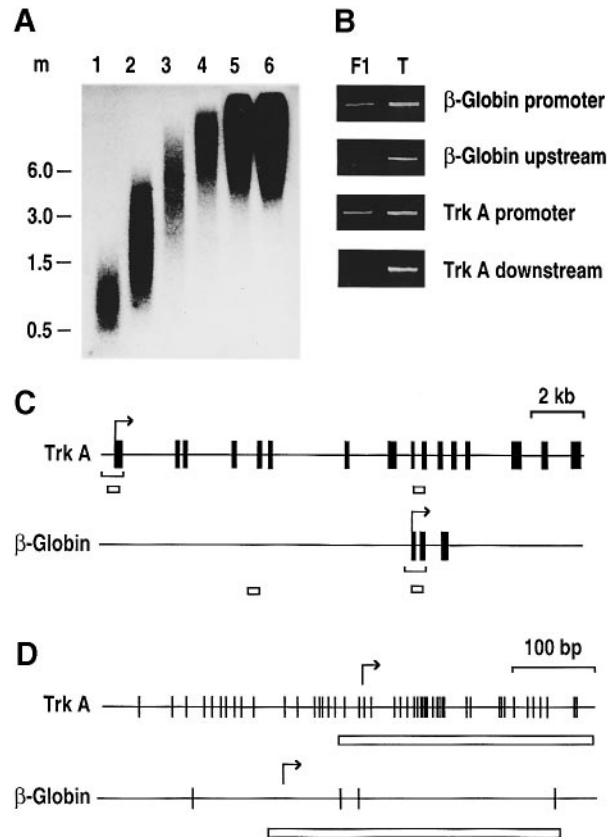 A
m 1 2 3 4 5 6
6.0
3.0
1.5
0.5
B
F1 T
β-Globin promoter
β-Globin upstream
Trk A promoter
Trk A downstream
C
2 kb
Trk A
β-Globin
D
100 bp
Trk A
β-Globin